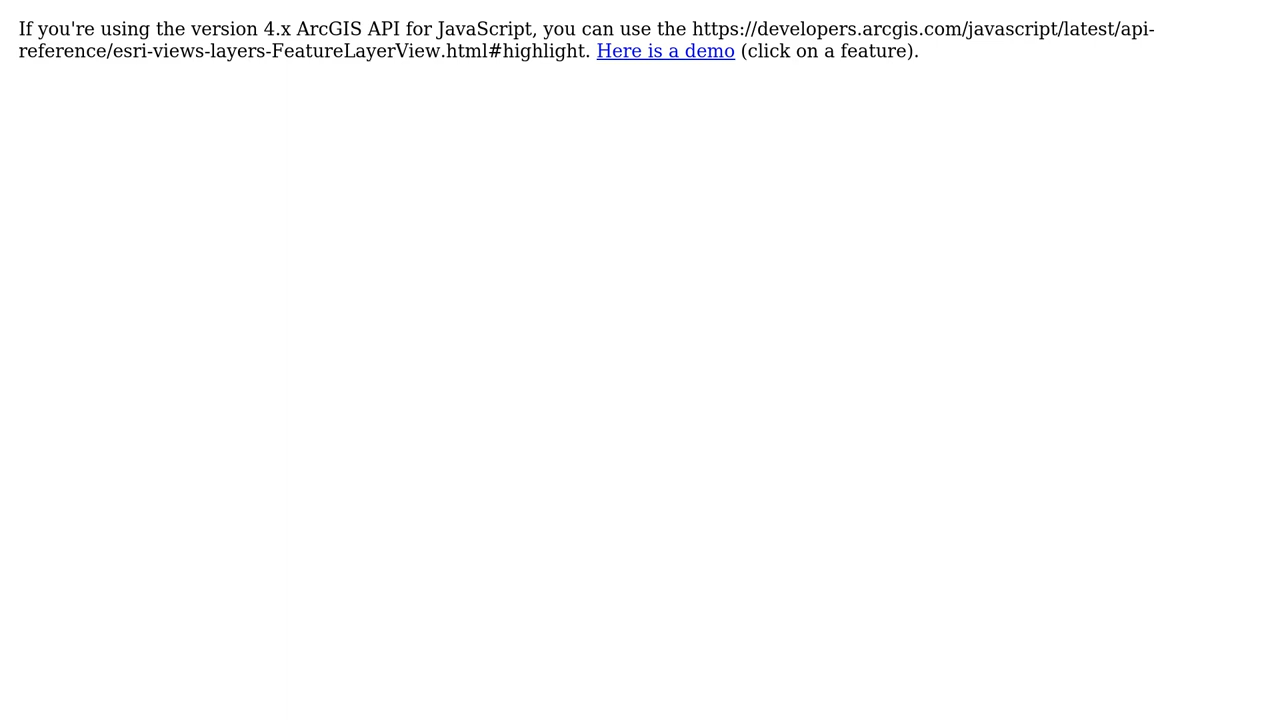 If you're using the version 4.x ArcGIS API for JavaScript, you can use the https://developers.arcgis.com/javascript/latest/api-
reference/esri-views-layers-FeatureLayerView.html#highlight. Here is a demo (click on a feature).